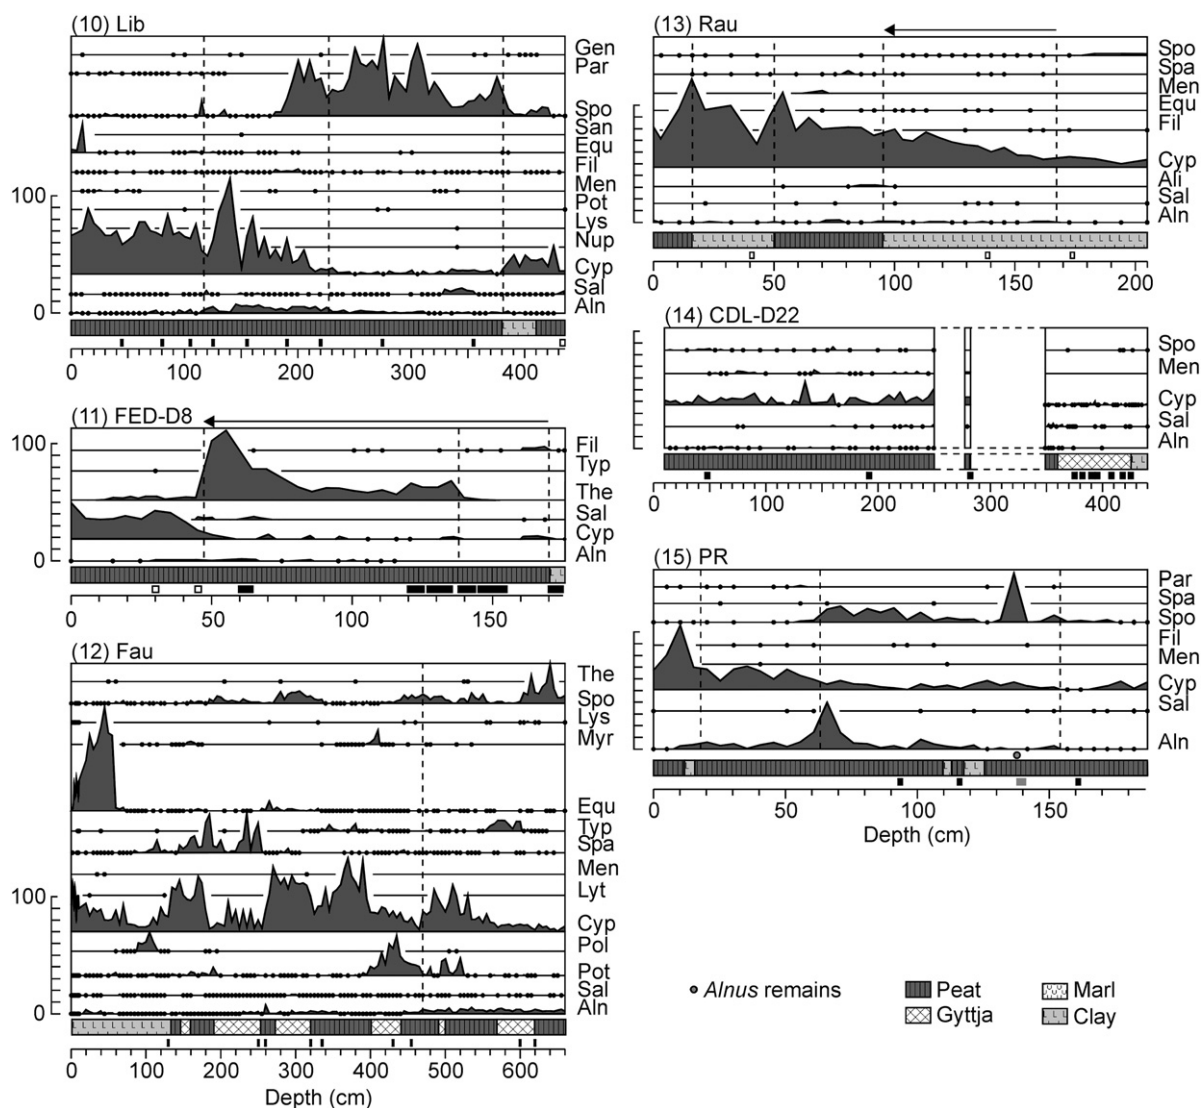 (10) Lib
Gen
Par
Spo
San
Equ
Fil
Men
Pot
Lys
Nup
Cyp
Sal
Aln
100
0
0 100 200 300 400
(11) FED-D8
Fil
Typ
The
Sal
Cyp
Aln
100
0
0 50 100 150
(12) Fau
The
Spo
Lys
Myr
Equ
Typ
Spa
Men
Lyt
Cyp
Pol
Pot
Sal
Aln
100
0
0 100 200 300 400 500 600
Depth (cm)
(13) Rau
Spo
Spa
Men
Equ
Fil
Cyp
Ali
Sal
Aln
0 50 100 150 200
(14) CDL-D22
Spo
Men
Cyp
Sal
Aln
0 100 200 300 400
(15) PR
Par
Spa
Spo
Fil
Men
Cyp
Sal
Aln
0 50 100 150
Depth (cm)
Alnus remains
Peat
Marl
Gyttja
Clay